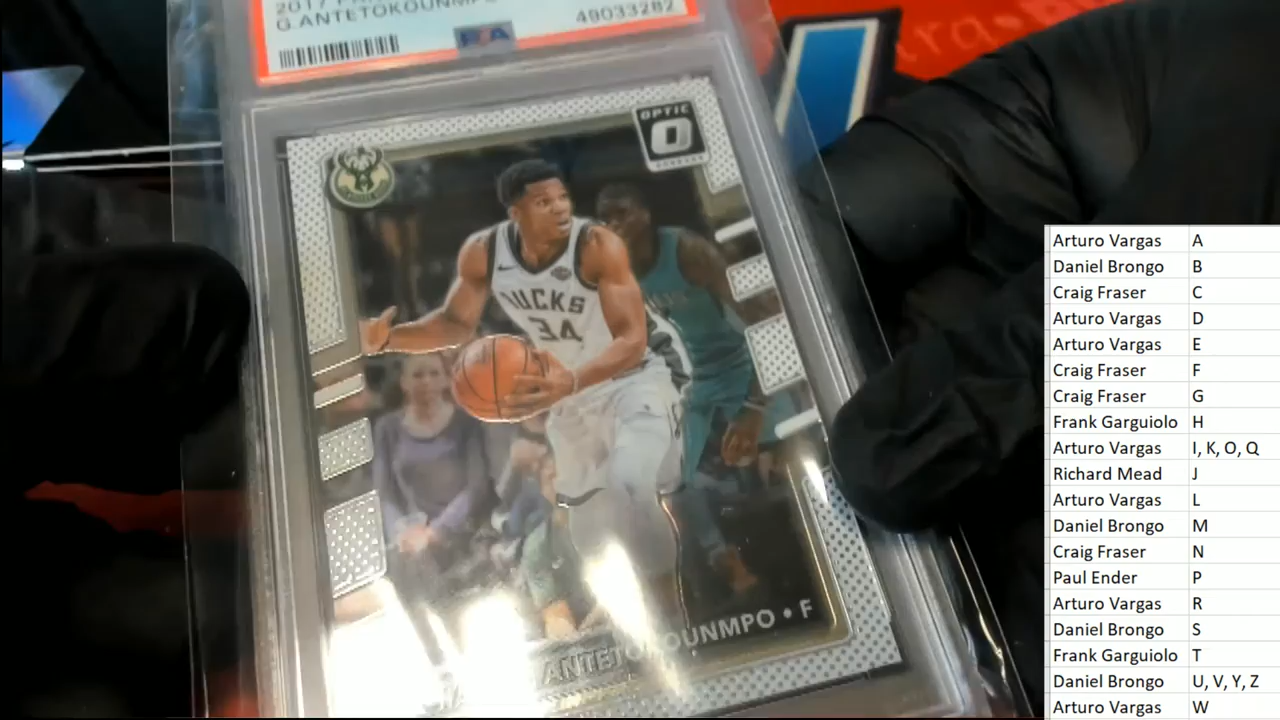 2017
G.ANTETOKOUNMPO
49033282
PSA
OPTIC
BUCKS
34
ANTETOKOUNMPO • F
Arturo Vargas A
Daniel Brongo B
Craig Fraser C
Arturo Vargas D
Arturo Vargas E
Craig Fraser F
Craig Fraser G
Frank Garguiolo H
Arturo Vargas I, K, O, Q
Richard Mead J
Arturo Vargas L
Daniel Brongo M
Craig Fraser N
Paul Ender P
Arturo Vargas R
Daniel Brongo S
Frank Garguiolo T
Daniel Brongo U, V, Y, Z
Arturo Vargas W